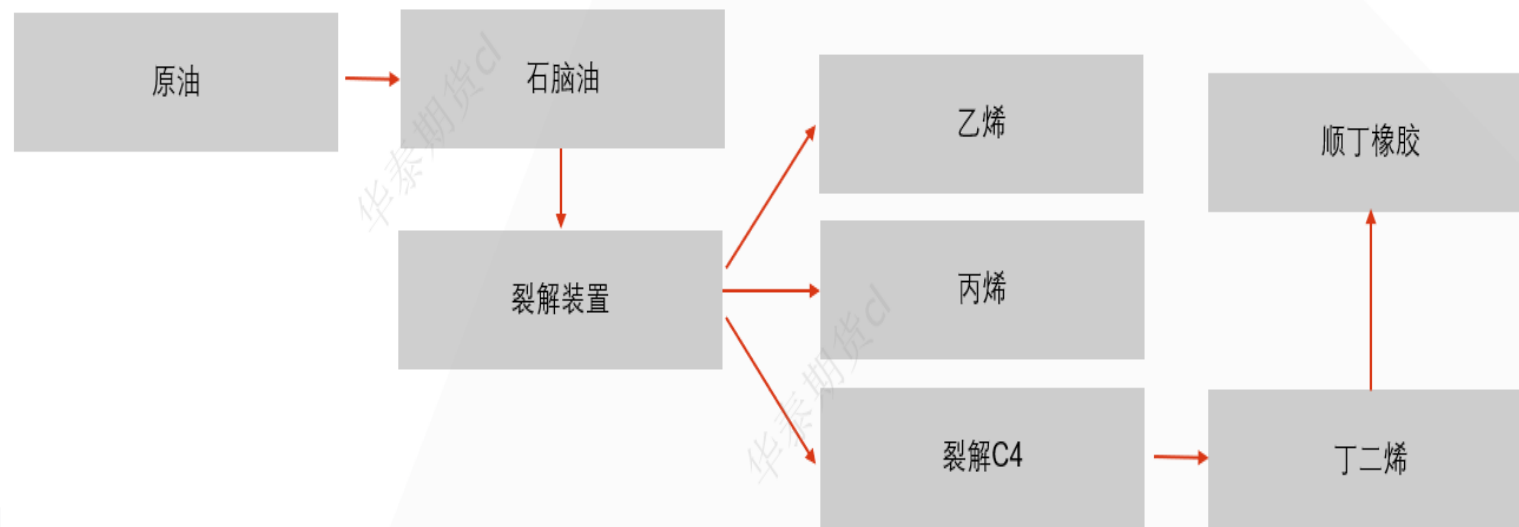 原油
石脑油
乙烯
顺丁橡胶
裂解装置
丙烯
裂解C4
丁二烯
华泰期货cl
华泰期货cl